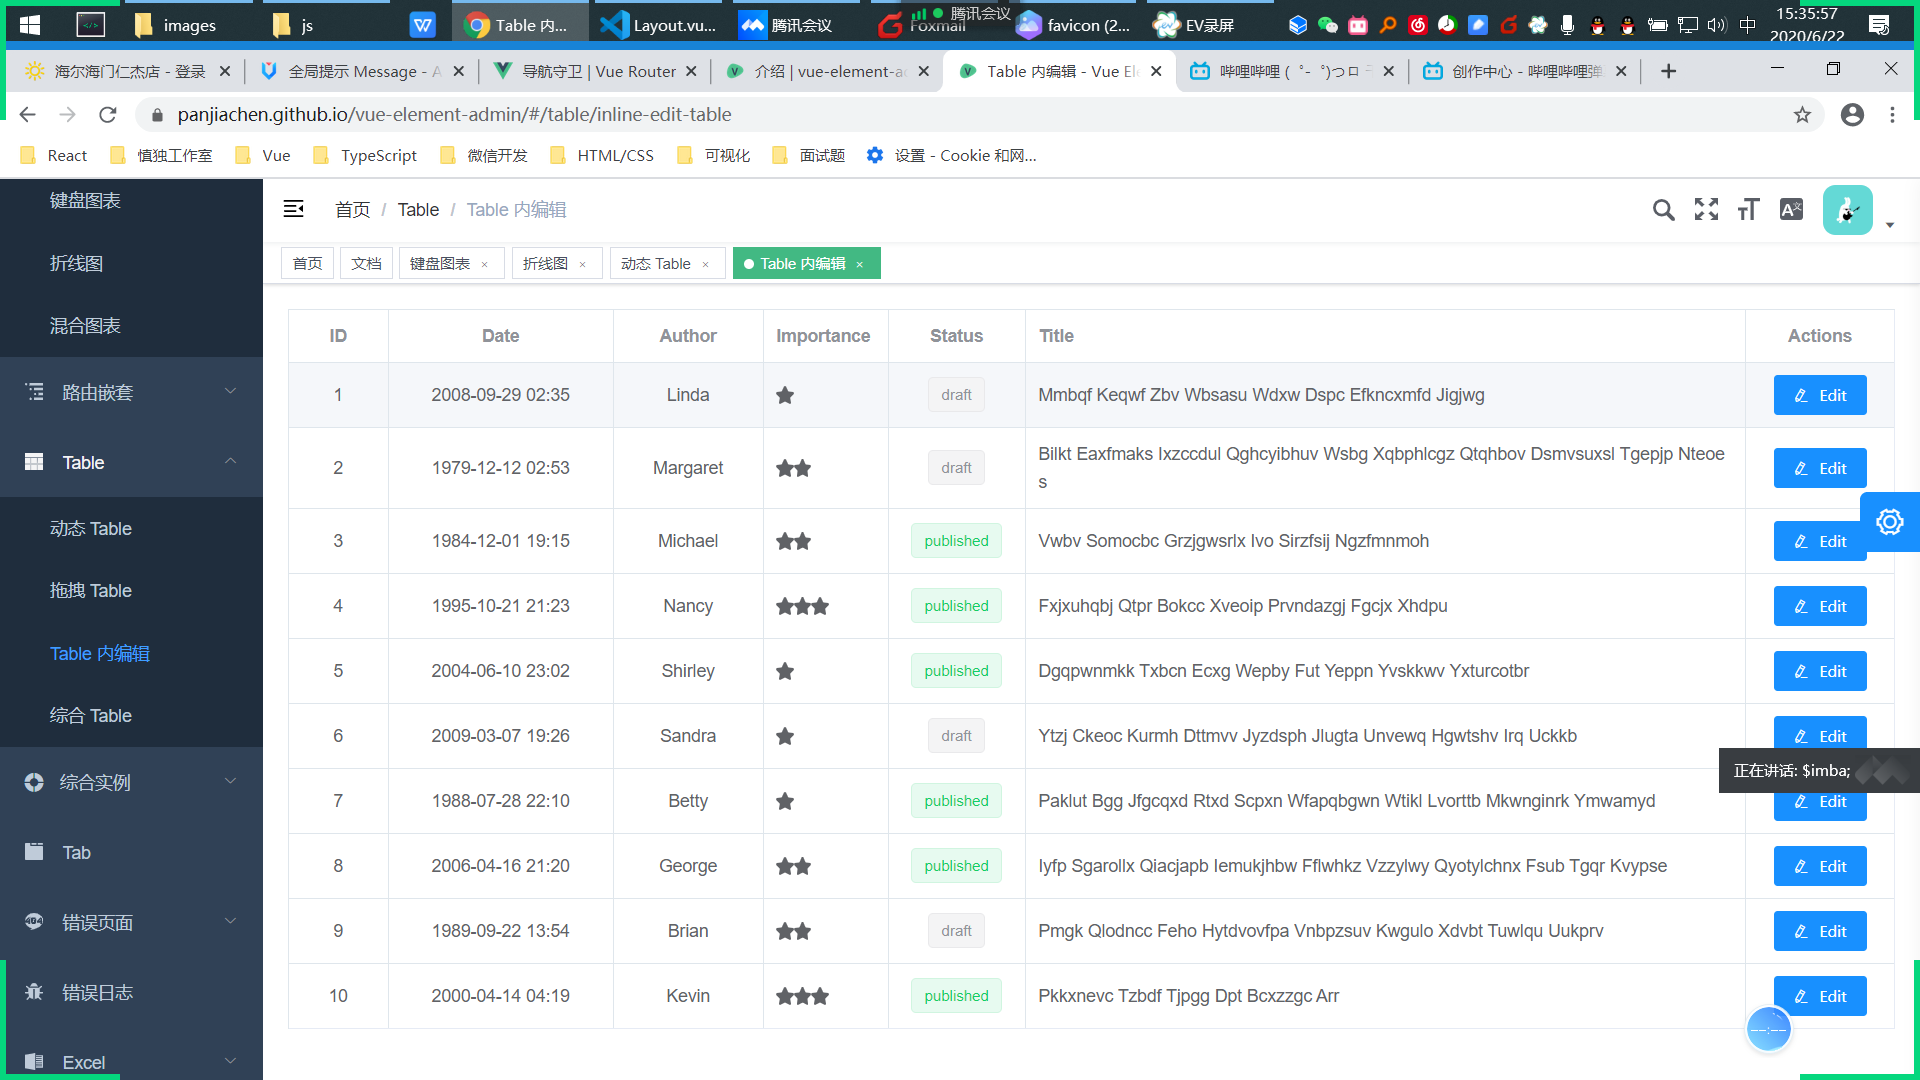 images
js
Table 内...
Layout.vu...
腾讯会议
Foxmail
腾讯会议
favicon (2...
EV录屏
中
15:35:57
2020/6/22
海尔海门仁杰店 - 登录
全局提示 Message - A
导航守卫 | Vue Router
介绍 | vue-element-ad
Table 内编辑 - Vue El
哔哩哔哩 (゜-゜)つロ
创作中心 - 哔哩哔哩弹
panjiachen.github.io/vue-element-admin/#/table/inline-edit-table
React
慎独工作室
Vue
TypeScript
微信开发
HTML/CSS
可视化
面试题
设置 - Cookie 和网...
键盘图表
折线图
混合图表
路由嵌套
Table
动态 Table
拖拽 Table
Table 内编辑
综合 Table
综合实例
Tab
错误页面
错误日志
Excel
首页 / Table / Table 内编辑
首页
文档
键盘图表 ×
折线图 ×
动态 Table ×
Table 内编辑 ×
ID Date Author Importance Status Title Actions
1 2008-09-29 02:35 Linda draft Mmbqf Keqwf Zbv Wbsasu Wdxw Dspc Efkncxmfd Jigjwg Edit
2 1979-12-12 02:53 Margaret draft Bilkt Eaxfmaks Ixzccdul Qghcyibhuv Wsbg Xqbphlcgz Qtqhbov Dsmvsuxsl Tgepjp Nteoe
s Edit
3 1984-12-01 19:15 Michael published Vwbv Somocbc Grzjgwsrlx Ivo Sirzfsij Ngzfmnmoh Edit
4 1995-10-21 21:23 Nancy published Fxjxuhqbj Qtpr Bokcc Xveoip Prvndazgj Fgcjx Xhdpu Edit
5 2004-06-10 23:02 Shirley published Dgqpwnmkk Txbcn Ecxg Wepby Fut Yeppn Yvskkwv Yxturcotbr Edit
6 2009-03-07 19:26 Sandra draft Ytzj Ckeoc Kurmh Dttmvv Jyzdsph Jlugta Unvewq Hgwtshv Irq Uckkb Edit
正在讲话: $imba;
7 1988-07-28 22:10 Betty published Paklut Bgg Jfgcqxd Rtxd Scpxn Wfapqbgwn Wtikl Lvorttb Mkwnginrk Ymwamyd Edit
8 2006-04-16 21:20 George published Iyfp Sgarollx Qiacjapb Iemukjhbw Fflwhkz Vzzylwy Qyotylchnx Fsub Tgqr Kvypse Edit
9 1989-09-22 13:54 Brian draft Pmgk Qlodncc Feho Hytdvovfpa Vnbpzsuv Kwgulo Xdvbt Tuwlqu Uukprv Edit
10 2000-04-14 04:19 Kevin published Pkkxnevc Tzbdf Tjpgg Dpt Bcxzzgc Arr Edit
--:--